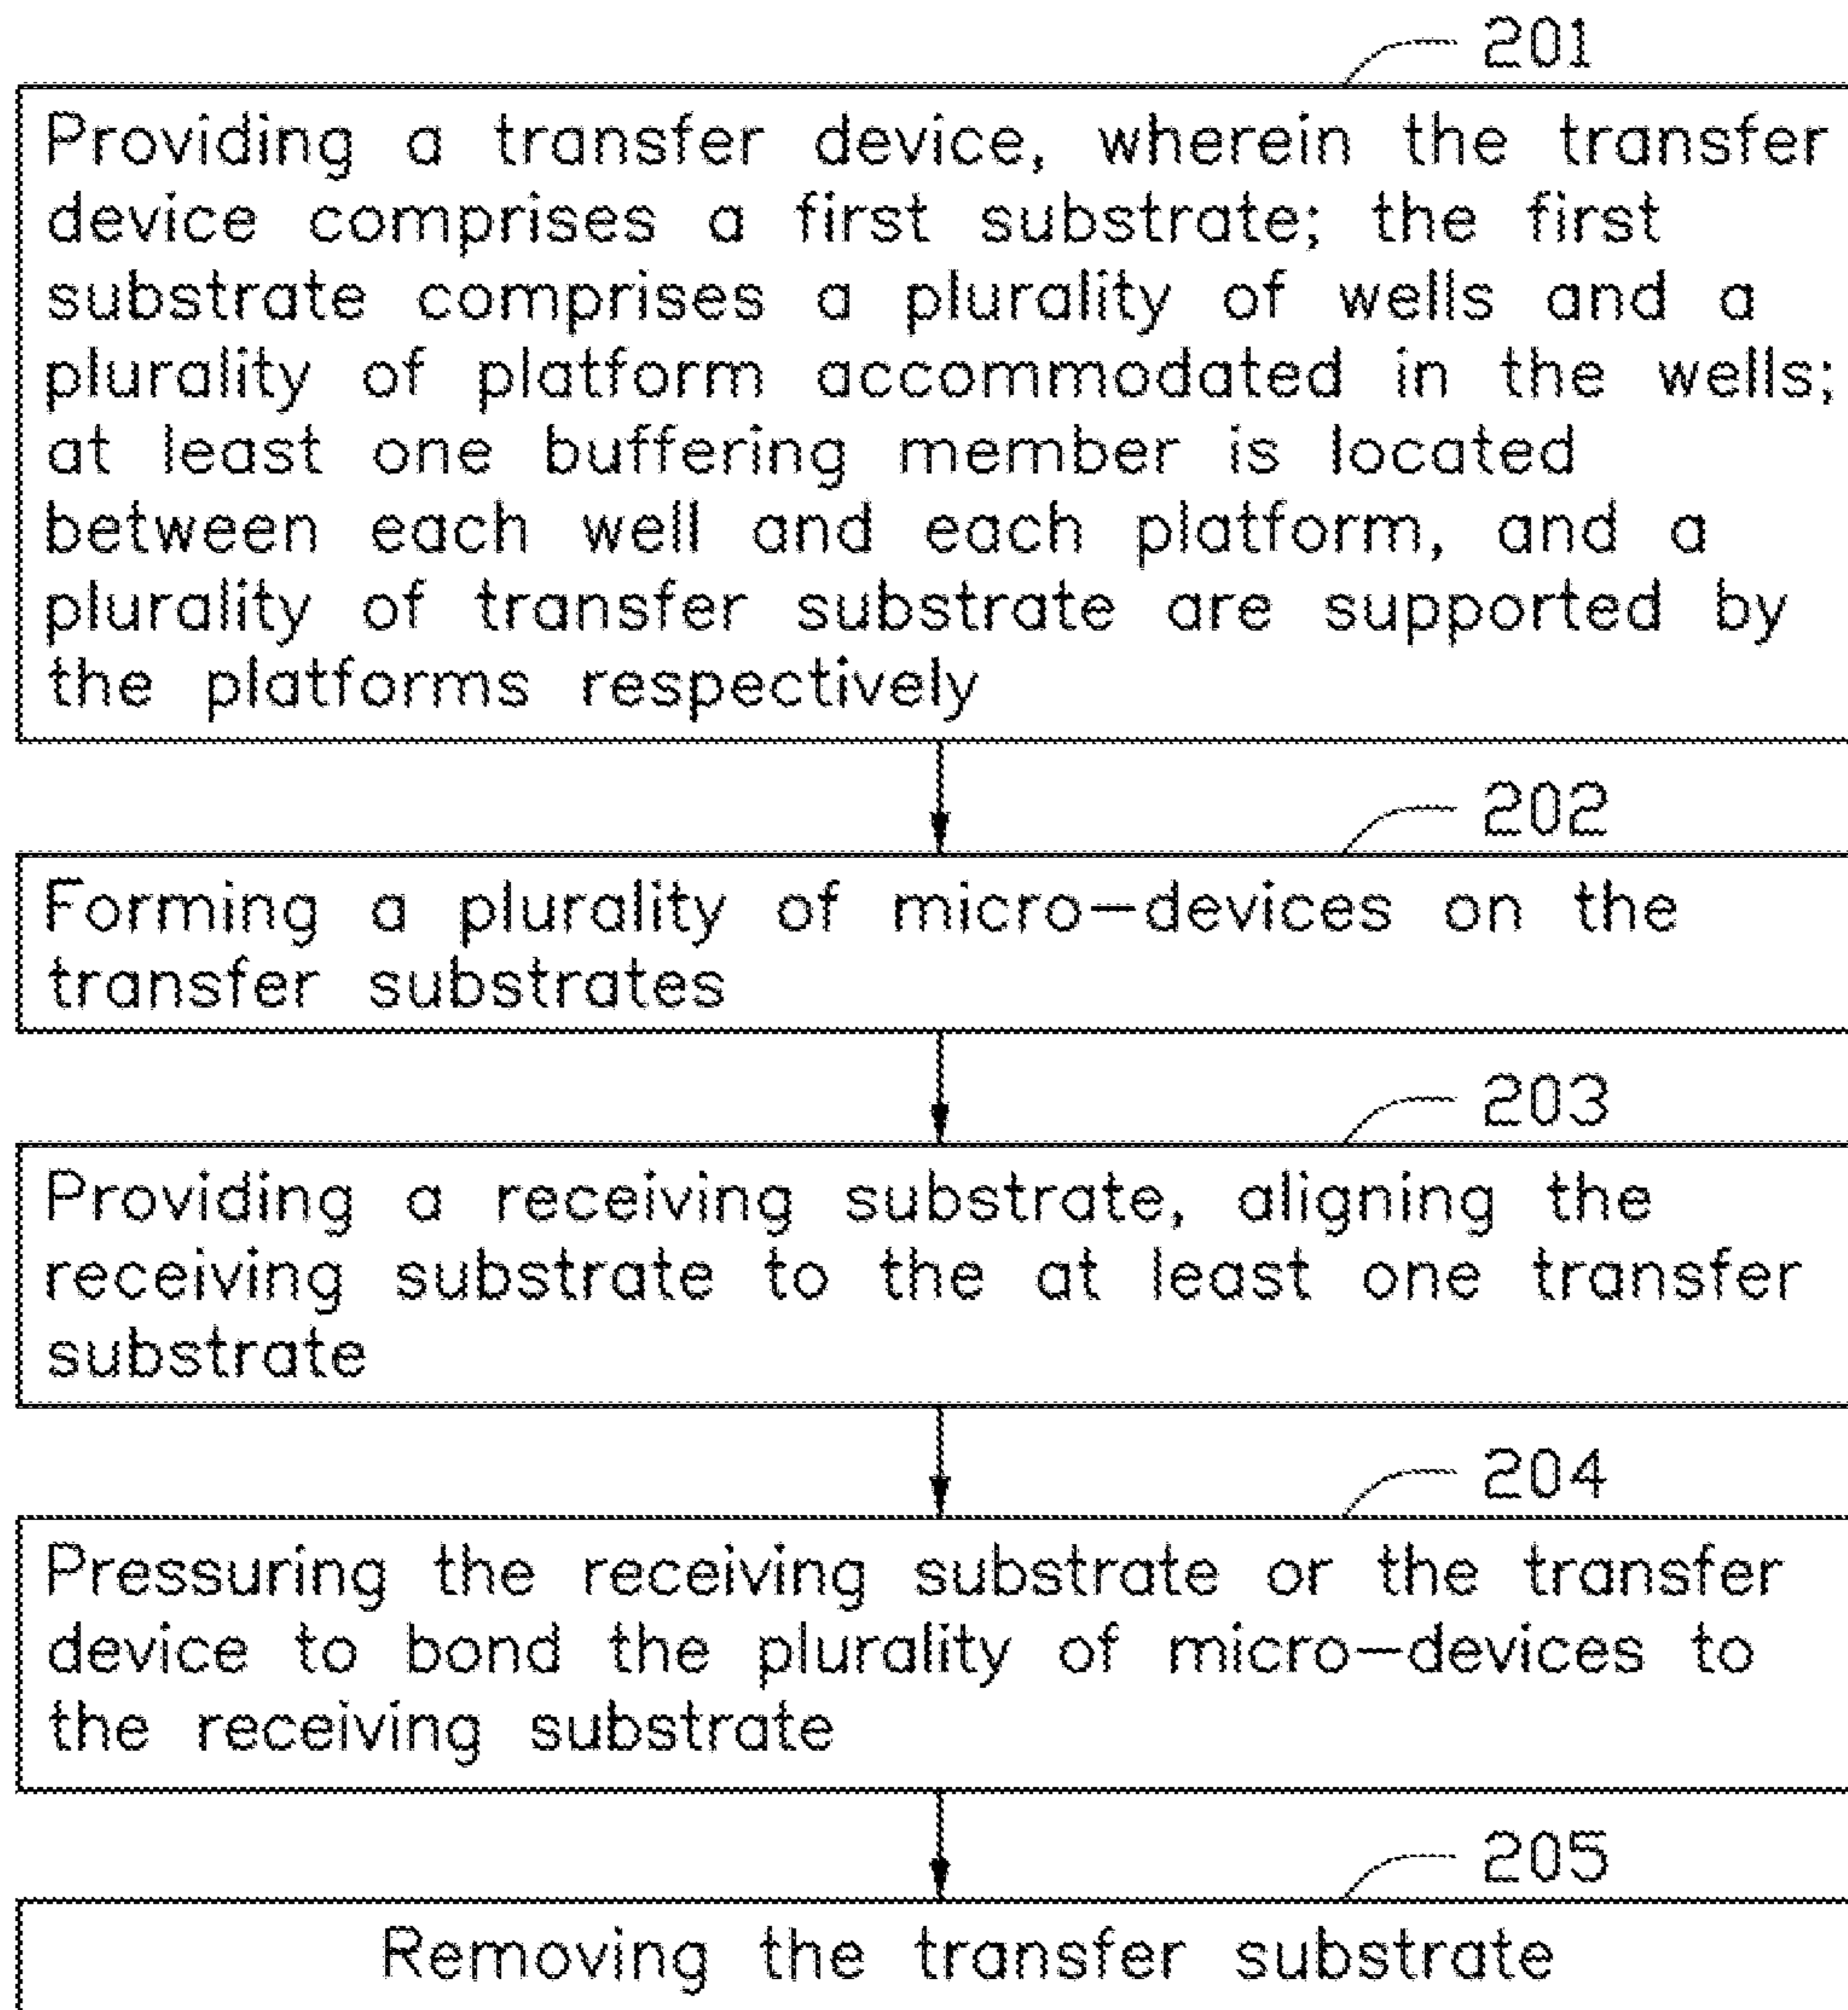 201
Providing a transfer device, wherein the transfer
device comprises a first substrate; the first
substrate comprises a plurality of wells and a
plurality of platform accommodated in the wells;
at least one buffering member is located
between each well and each platform, and a
plurality of transfer substrate are supported by
the platforms respectively
202
Forming a plurality of micro-devices on the
transfer substrates
203
Providing a receiving substrate, aligning the
receiving substrate to the at least one transfer
substrate
204
Pressuring the receiving substrate or the transfer
device to bond the plurality of micro-devices to
the receiving substrate
205
Removing the transfer substrate